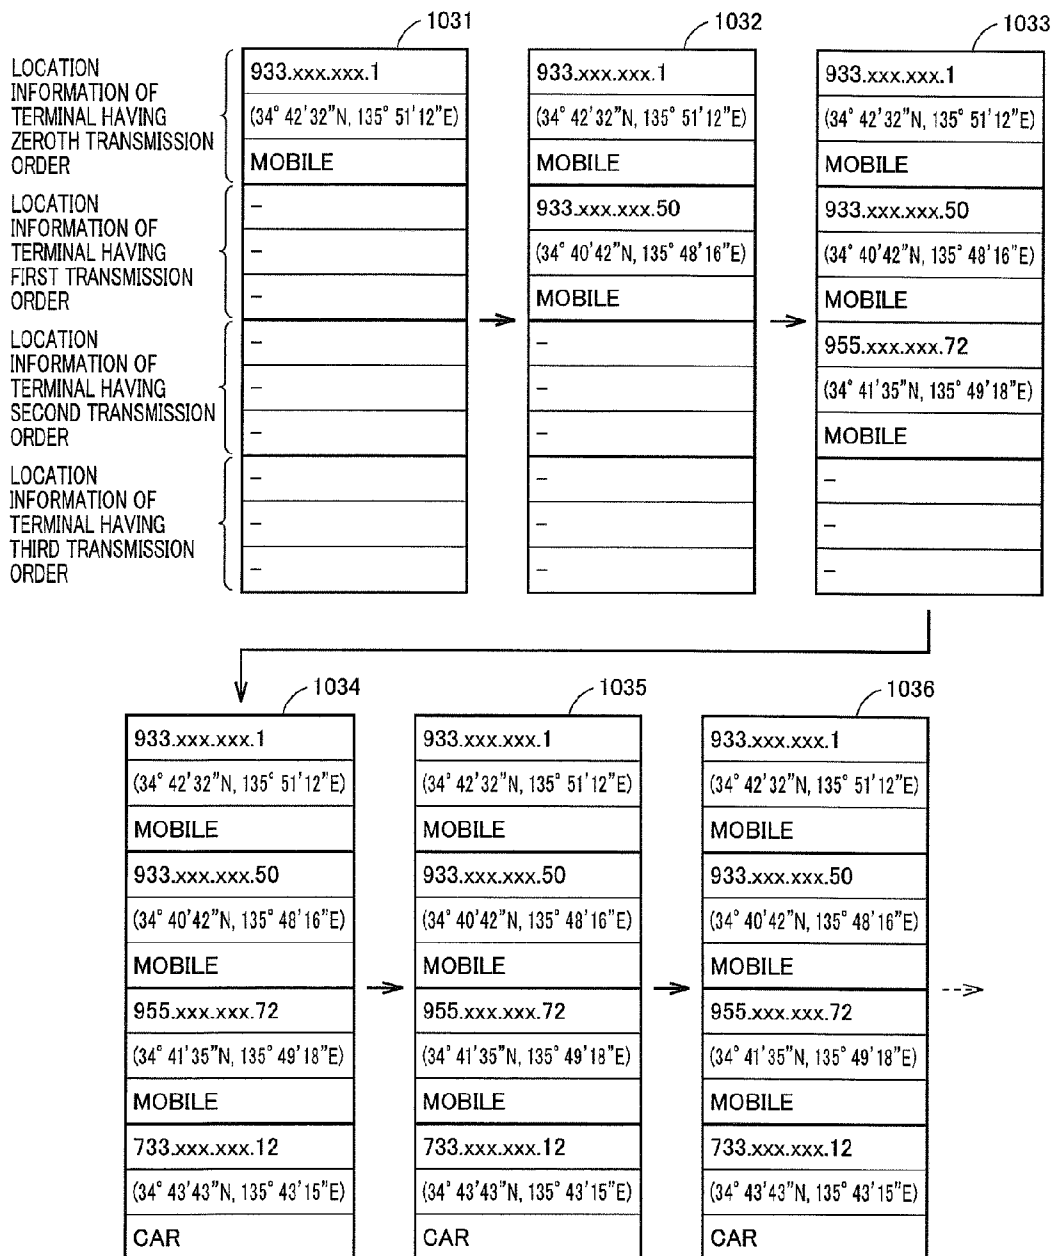 1031
1032
1033
LOCATION
INFORMATION OF
TERMINAL HAVING
ZEROTH TRANSMISSION
ORDER
LOCATION
INFORMATION OF
TERMINAL HAVING
FIRST TRANSMISSION
ORDER
LOCATION
INFORMATION OF
TERMINAL HAVING
SECOND TRANSMISSION
ORDER
LOCATION
INFORMATION OF
TERMINAL HAVING
THIRD TRANSMISSION
ORDER
933.xxx.xxx.1
(34° 42'32"N, 135° 51'12"E)
MOBILE
-
-
-
-
-
-
-
-
-
933.xxx.xxx.1
(34° 42'32"N, 135° 51'12"E)
MOBILE
933.xxx.xxx.50
(34° 40'42"N, 135° 48'16"E)
MOBILE
-
-
-
-
-
-
933.xxx.xxx.1
(34° 42'32"N, 135° 51'12"E)
MOBILE
933.xxx.xxx.50
(34° 40'42"N, 135° 48'16"E)
MOBILE
955.xxx.xxx.72
(34° 41'35"N, 135° 49'18"E)
MOBILE
-
-
-
1034
1035
1036
933.xxx.xxx.1
(34° 42'32"N, 135° 51'12"E)
MOBILE
933.xxx.xxx.50
(34° 40'42"N, 135° 48'16"E)
MOBILE
955.xxx.xxx.72
(34° 41'35"N, 135° 49'18"E)
MOBILE
733.xxx.xxx.12
(34° 43'43"N, 135° 43'15"E)
CAR
933.xxx.xxx.1
(34° 42'32"N, 135° 51'12"E)
MOBILE
933.xxx.xxx.50
(34° 40'42"N, 135° 48'16"E)
MOBILE
955.xxx.xxx.72
(34° 41'35"N, 135° 49'18"E)
MOBILE
733.xxx.xxx.12
(34° 43'43"N, 135° 43'15"E)
CAR
933.xxx.xxx.1
(34° 42'32"N, 135° 51'12"E)
MOBILE
933.xxx.xxx.50
(34° 40'42"N, 135° 48'16"E)
MOBILE
955.xxx.xxx.72
(34° 41'35"N, 135° 49'18"E)
MOBILE
733.xxx.xxx.12
(34° 43'43"N, 135° 43'15"E)
CAR